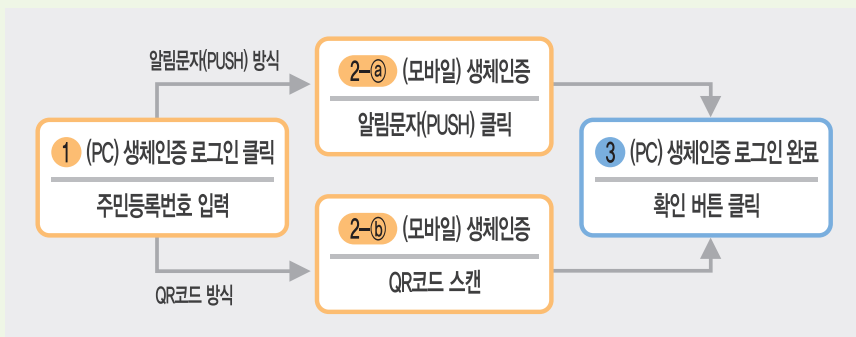 알림문자(PUSH) 방식
1 (PC) 생체인증 로그인 클릭
주민등록번호 입력
QR코드 방식
2-ⓐ (모바일) 생체인증
알림문자(PUSH) 클릭
2-ⓑ (모바일) 생체인증
QR코드 스캔
3 (PC) 생체인증 로그인 완료
확인 버튼 클릭